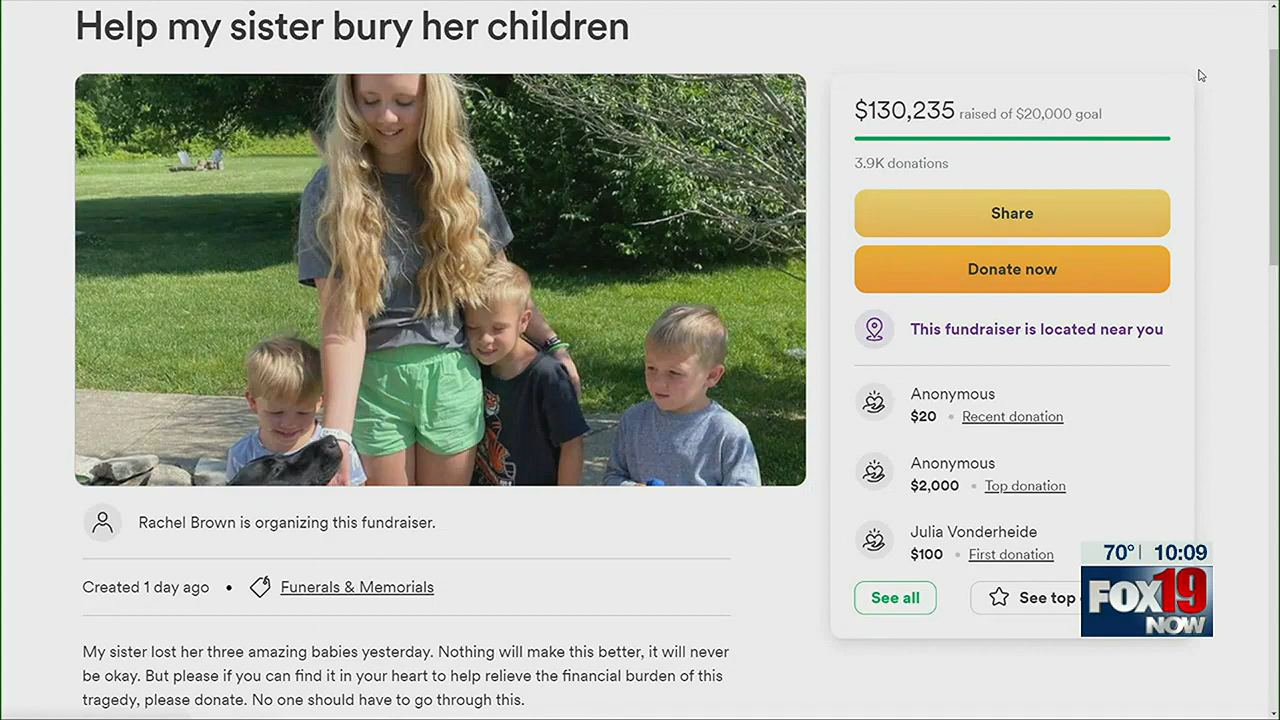 Help my sister bury her children
$130,235 raised of $20,000 goal
3.9K donations
Share
Donate now
This fundraiser is located near you
Anonymous
$20 • Recent donation
Anonymous
$2,000 • Top donation
Julia Vonderheide
$100 • First donation
See all
See top
Rachel Brown is organizing this fundraiser.
Created 1 day ago • Funerals & Memorials
My sister lost her three amazing babies yesterday. Nothing will make this better, it will never
be okay. But please if you can find it in your heart to help relieve the financial burden of this
tragedy, please donate. No one should have to go through this.
70° | 10:09
FOX19
NOW